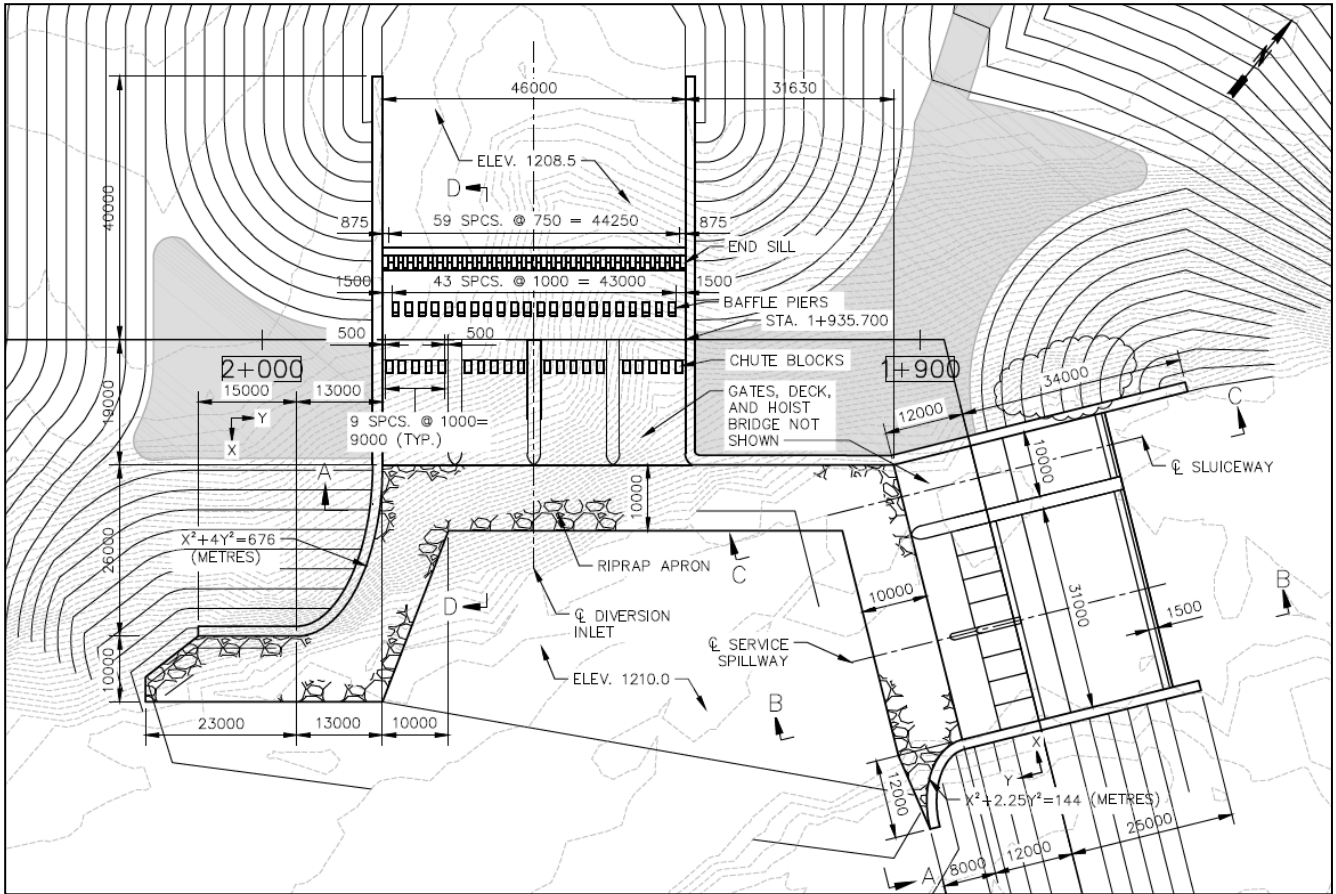 46000
31630
ELEV. 1208.5
D
40000
59 SPCS. @ 750 = 44250
875
875
END SILL
43 SPCS. @ 1000 = 43000
1500
1500
BAFFLE PIERS
STA. 1+935.700
500
500
2+000
CHUTE BLOCKS
1+900
34000
15000
13000
GATES, DECK,
AND HOIST
BRIDGE NOT
SHOWN
12000
C
Y
X
9 SPCS. @ 1000=
9000 (TYP.)
19000
A
10000
℄ SLUICEWAY
10000
X²+4Y²=676
(METRES)
26000
RIPRAP APRON
C
D
℄ DIVERSION
INLET
10000
31000
B
1500
℄ SERVICE
SPILLWAY
ELEV. 1210.0
10000
B
23000
13000
10000
X
Y
12000
X²+2.25Y²=144 (METRES)
25000
12000
8000
A